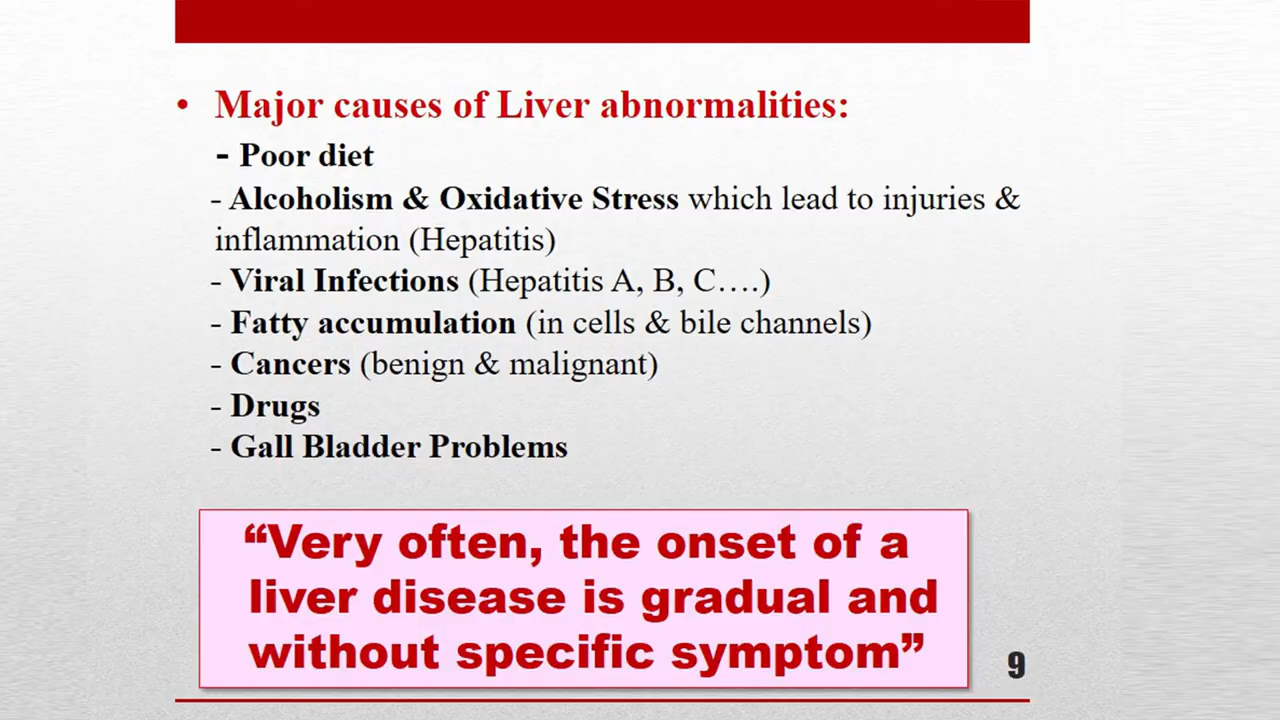 • Major causes of Liver abnormalities:
- Poor diet
- Alcoholism & Oxidative Stress which lead to injuries &
inflammation (Hepatitis)
- Viral Infections (Hepatitis A, B, C….)
- Fatty accumulation (in cells & bile channels)
- Cancers (benign & malignant)
- Drugs
- Gall Bladder Problems
“Very often, the onset of a
liver disease is gradual and
without specific symptom”
9